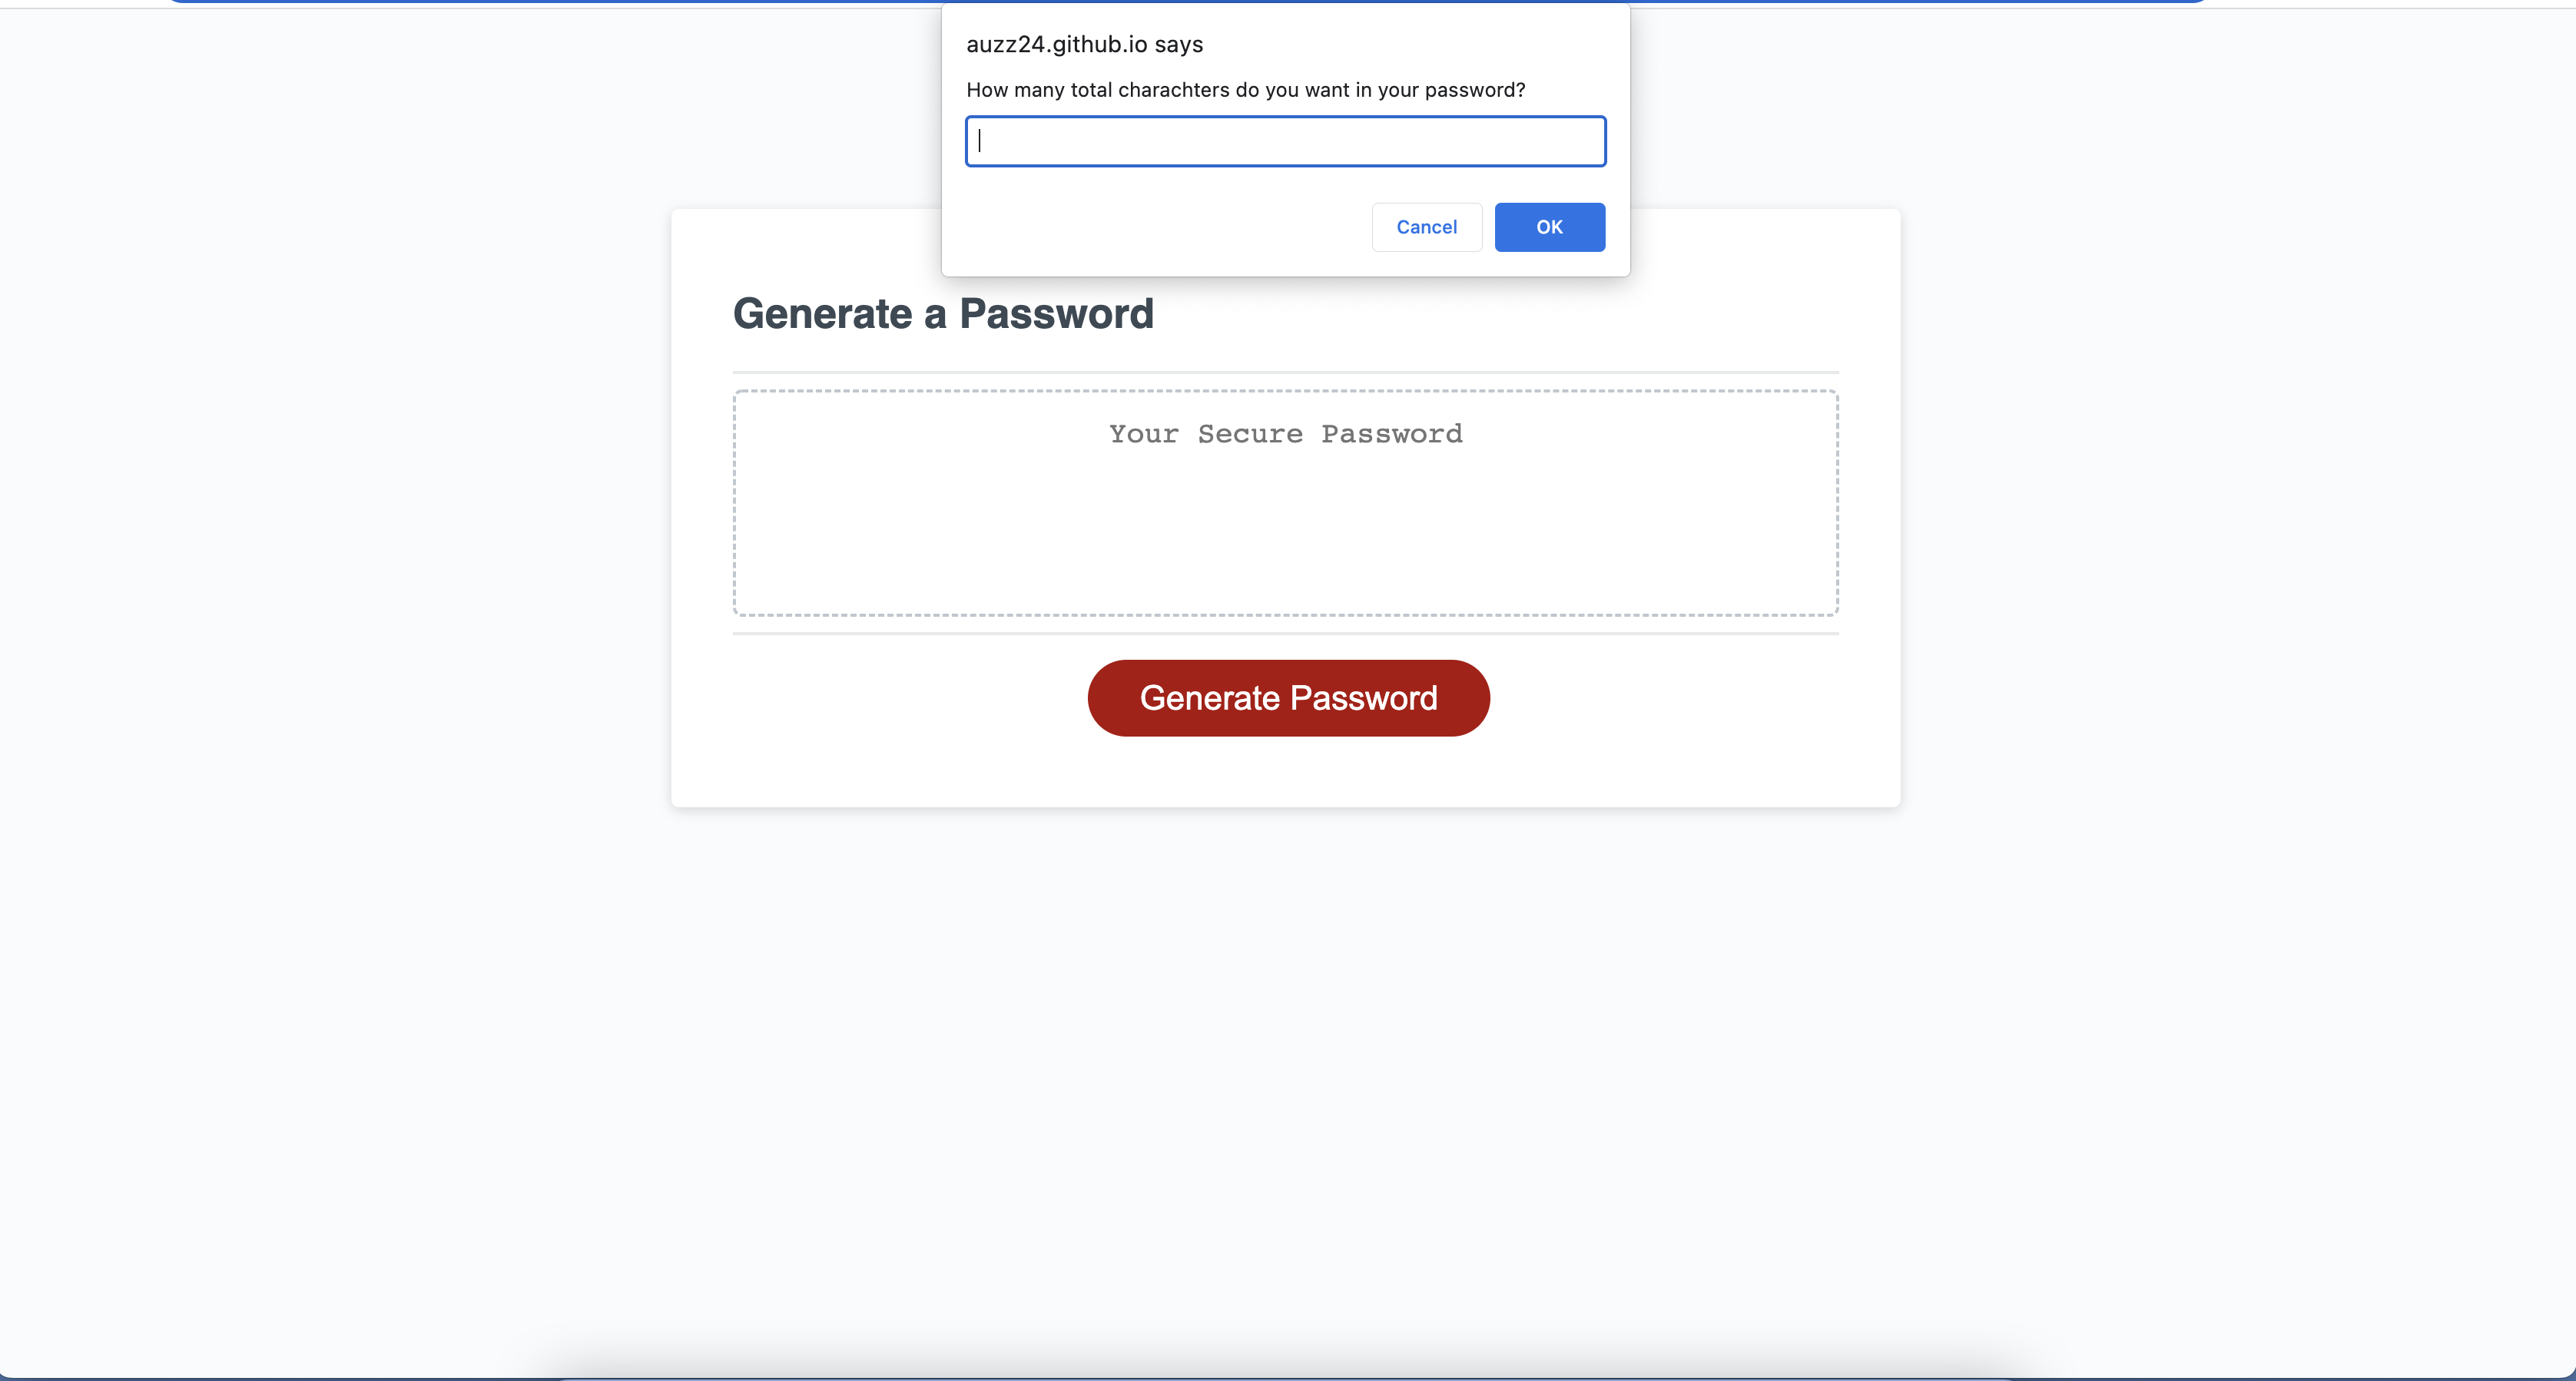 auzz24.github.io says
How many total charachters do you want in your password?
Cancel
OK
Generate a Password
Your Secure Password
Generate Password